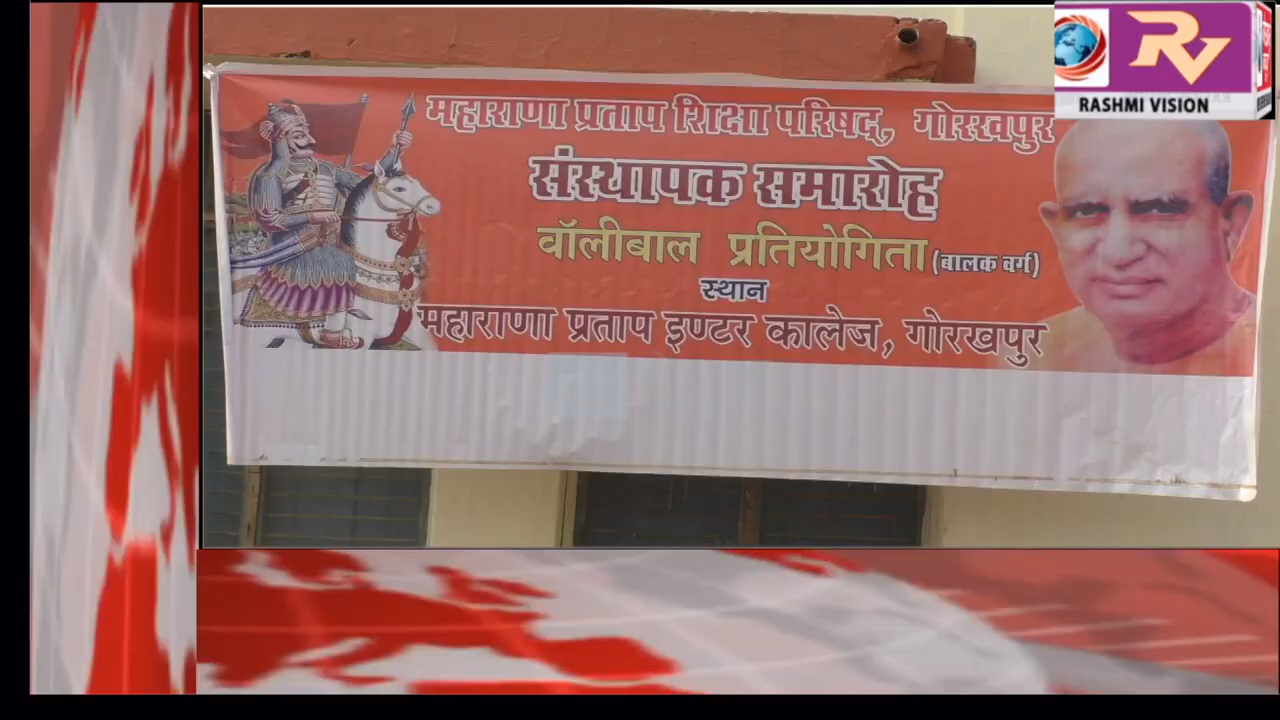 महाराणा प्रताप शिक्षा परिषद्, गोरखपुर
संस्थापक समारोह
वॉलीबाल प्रतियोगिता (बालक वर्ग)
स्थान
महाराणा प्रताप इण्टर कालेज, गोरखपुर
RV
RASHMI VISION